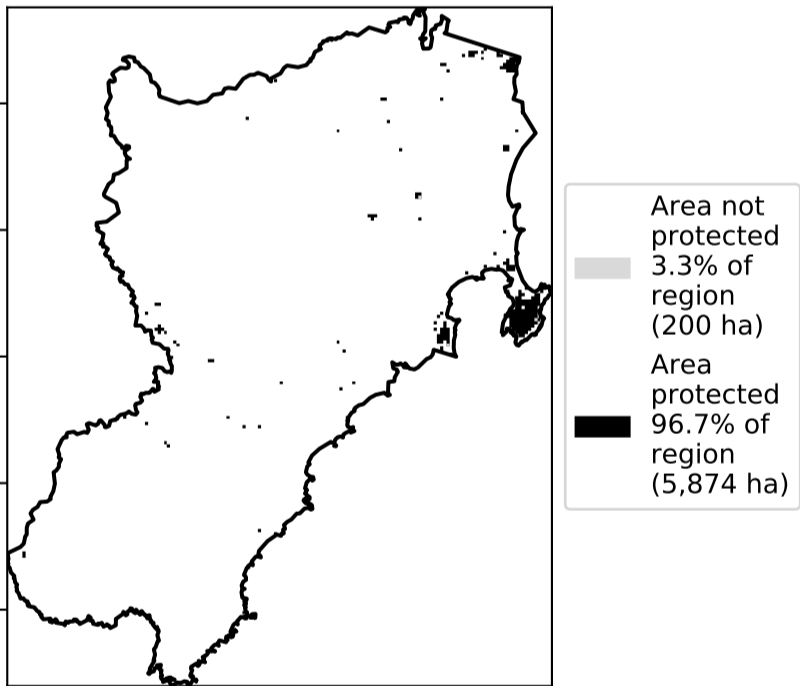 Area not
protected
3.3% of
region
(200 ha)
Area
protected
96.7% of
region
(5,874 ha)